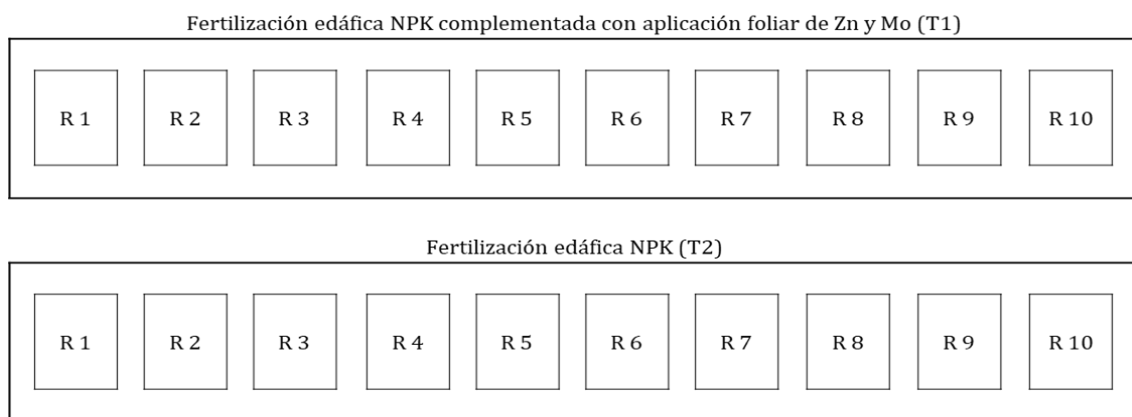 Fertilización edáfica NPK complementada con aplicación foliar de Zn y Mo (T1)
R 1 R 2 R 3 R 4 R 5 R 6 R 7 R 8 R 9 R 10
Fertilización edáfica NPK (T2)
R 1 R 2 R 3 R 4 R 5 R 6 R 7 R 8 R 9 R 10